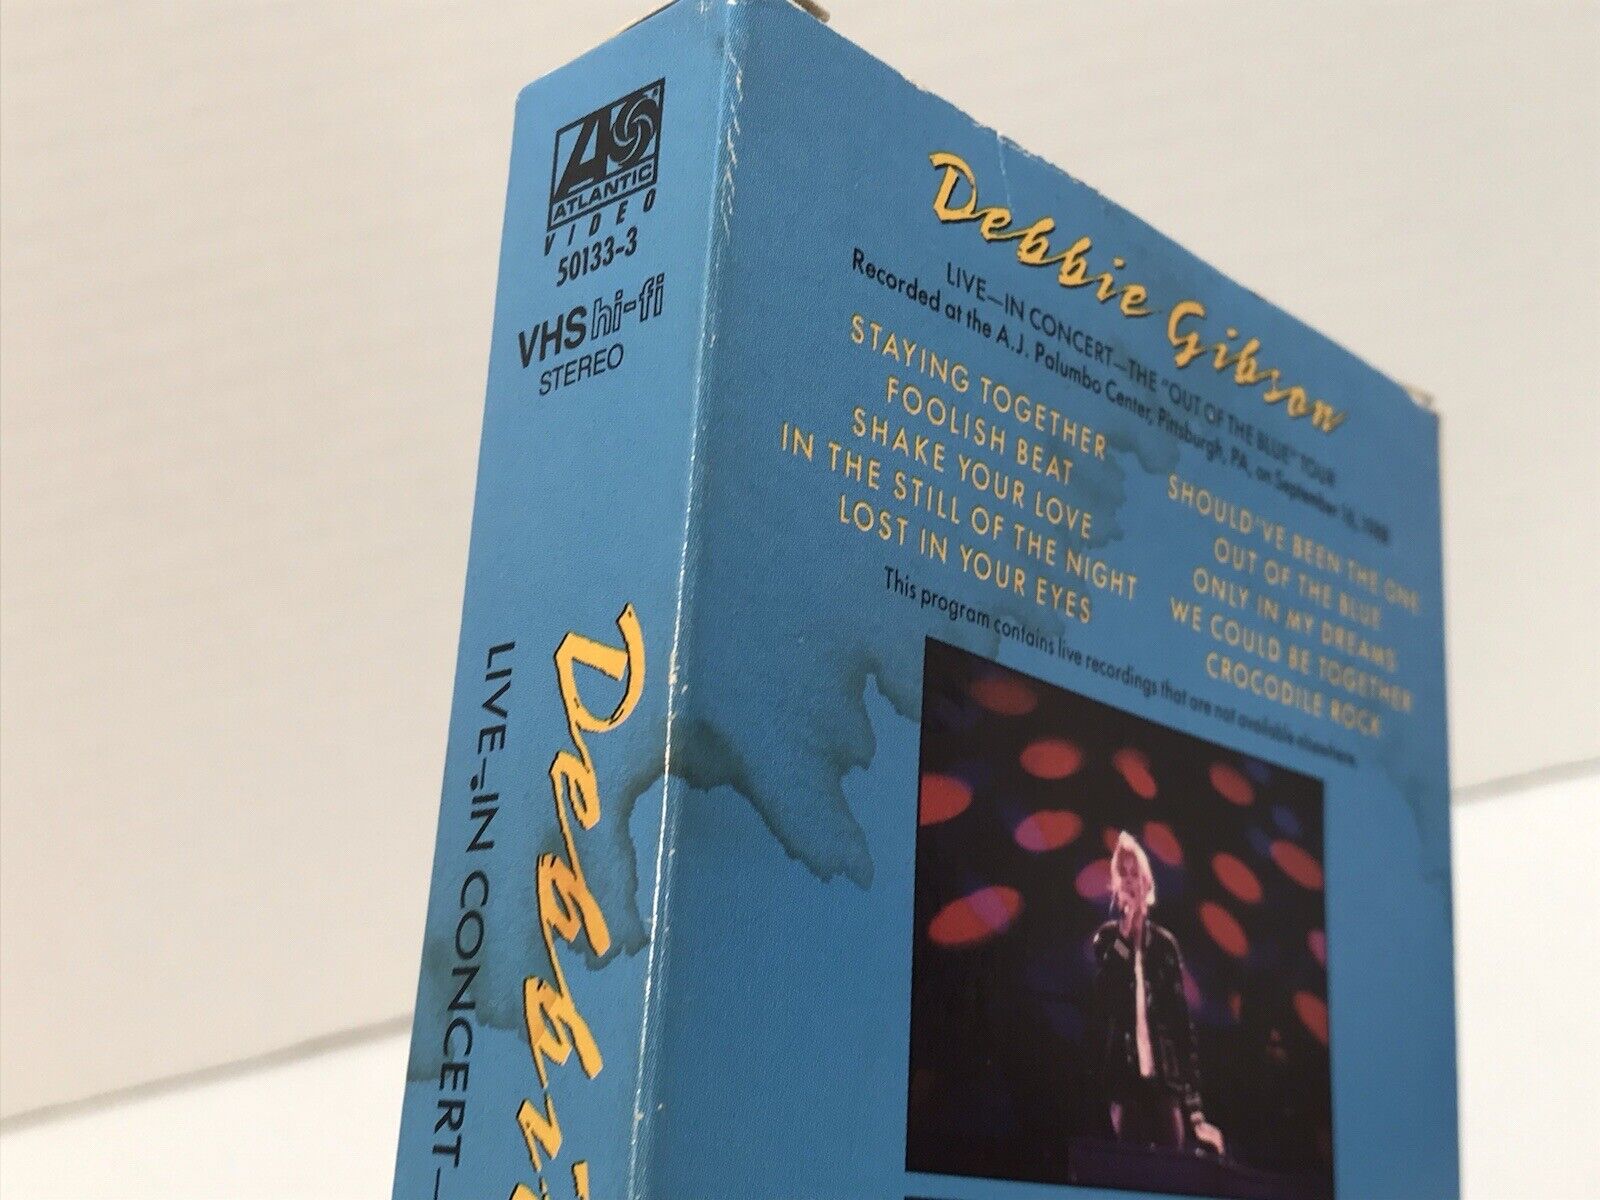 ATLANTIC
VIDEO
50133-3
VHS hi-fi
STEREO
Debbi
LIVE—IN CONCERT—
Debbie Gibson
LIVE—IN CONCERT—THE "OUT OF THE BLUE" TOUR
Recorded at the A.J. Palumbo Center, Pittsburgh, PA, on September
STAYING TOGETHER
FOOLISH BEAT
SHAKE YOUR LOVE
IN THE STILL OF THE NIGHT
LOST IN YOUR EYES
SHOULD'VE BEEN THE ONE
OUT OF THE BLUE
ONLY IN MY DREAMS
WE COULD BE TOGETHER
CROCODILE ROCK
This program contains live recordings that are not available elsewhere.